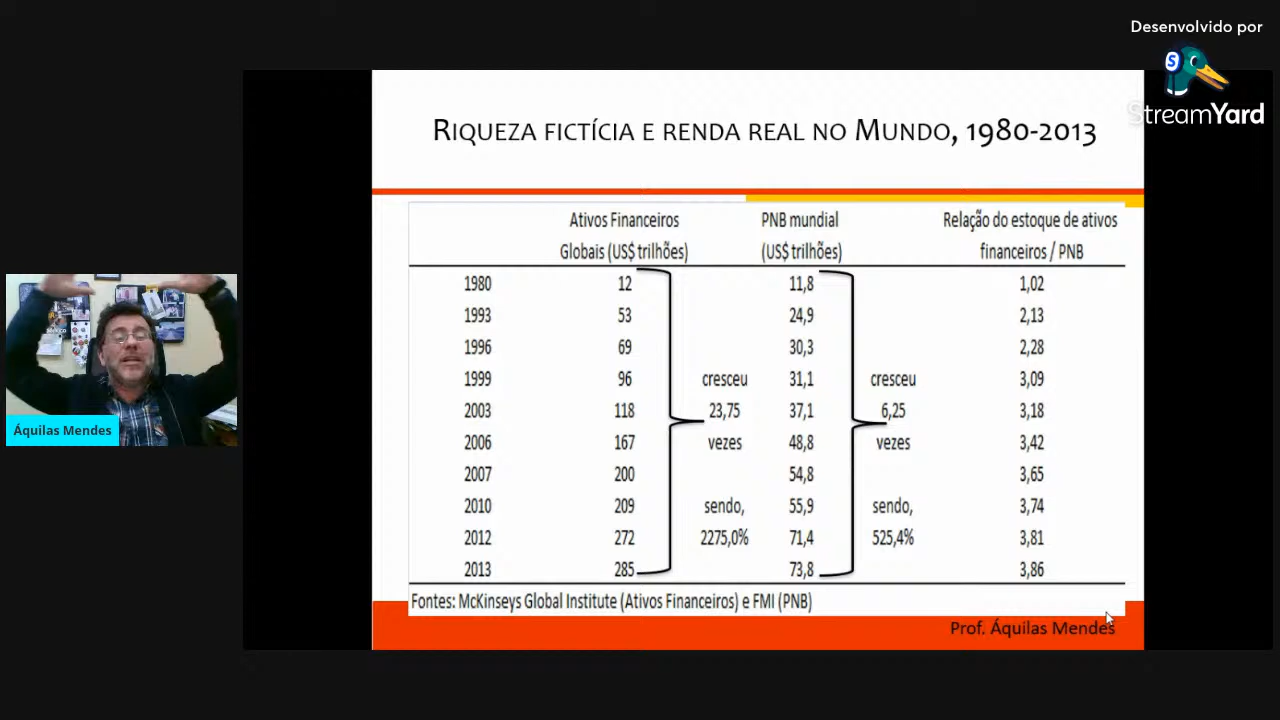 Desenvolvido por
StreamYard
RIQUEZA FICTÍCIA E RENDA REAL NO MUNDO, 1980-2013
Ativos Financeiros PNB mundial Relação do estoque de ativos
Globais (US$ trilhões) (US$ trilhões) financeiros / PNB
1980 12 11,8 1,02
1993 53 24,9 2,13
1996 69 30,3 2,28
1999 96 cresceu 31,1 cresceu 3,09
2003 118 23,75 37,1 6,25 3,18
2006 167 vezes 48,8 vezes 3,42
2007 200 54,8 3,65
2010 209 sendo, 55,9 sendo, 3,74
2012 272 2275,0% 71,4 525,4% 3,81
2013 285 73,8 3,86
Fontes: McKinseys Global Institute (Ativos Financeiros) e FMI (PNB)
Prof. Áquilas Mendes
Áquilas Mendes